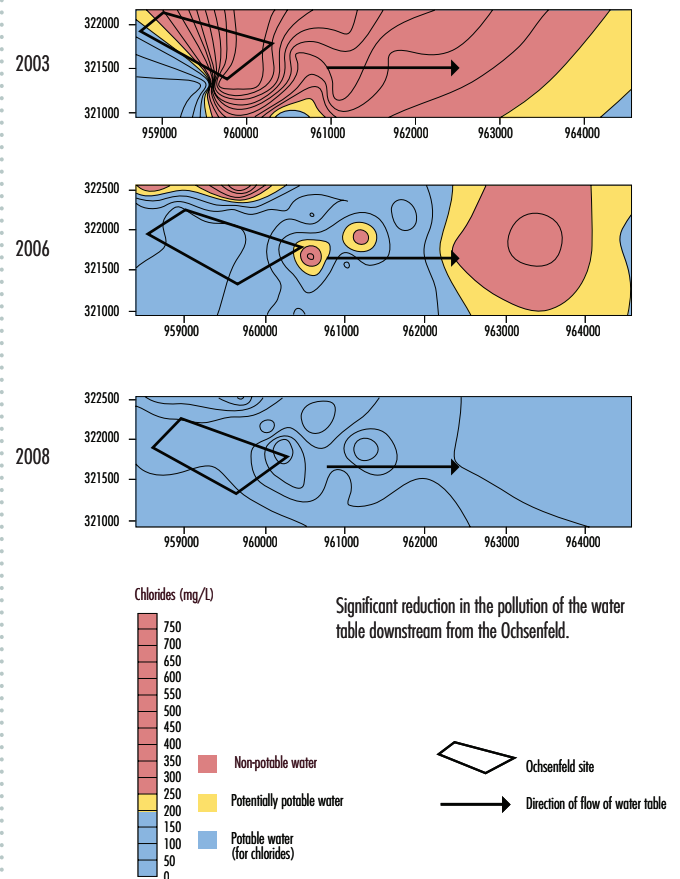 2003
322000
321500
321000
959000 960000 961000 962000 963000 964000
2006
322500
322000
321500
321000
959000 960000 961000 962000 963000 964000
2008
322500
322000
321500
321000
959000 960000 961000 962000 963000 964000
Chlorides (mg/L)
750
700
650
600
550
500
450
400
350
300
250
200
150
100
50
0
Non-potable water
Potentially potable water
Potable water
(for chlorides)
Significant reduction in the pollution of the water
table downstream from the Ochsenfeld.
Ochsenfeld site
Direction of flow of water table